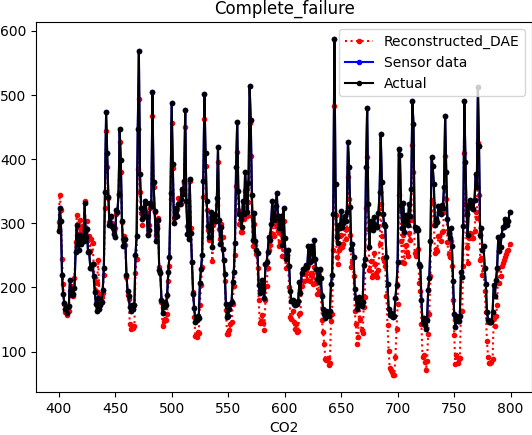 Complete_failure
Reconstructed_DAE
Sensor data
Actual
600
500
400
300
200
100
400 450 500 550 600 650 700 750 800
CO2